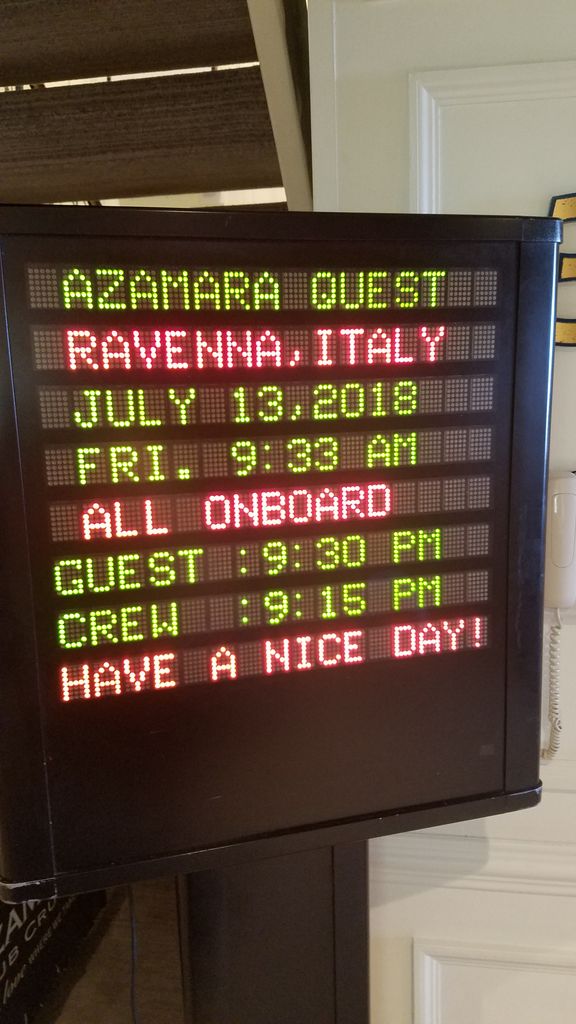 AZAMARA QUEST
RAVENNA,ITALY
JULY 13,2018
FRI. 9:33 AM
ALL ONBOARD
GUEST :9:30 PM
CREW :9:15 PM
HAVE A NICE DAY!